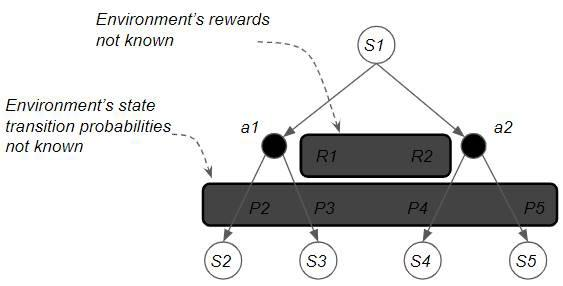 Environment's rewards
not known
S1
Environment's state
transition probabilities
not known
a1
a2
R1 R2
P2 P3 P4 P5
S2 S3 S4 S5